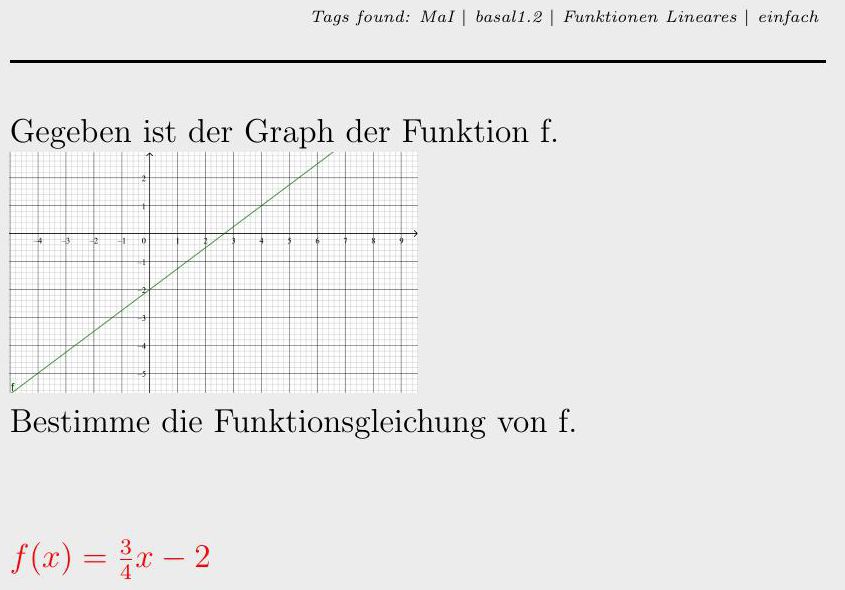 Tags found: MaI | basal1.2 | Funktionen Lineares | einfach
Gegeben ist der Graph der Funktion f.
2
1
-4 -3 -2 -1 0 1 2 3 4 5 6 7 8 9
-1
-2
-3
-4
-5
f
Bestimme die Funktionsgleichung von f.
f(x) = \frac{3}{4}x − 2